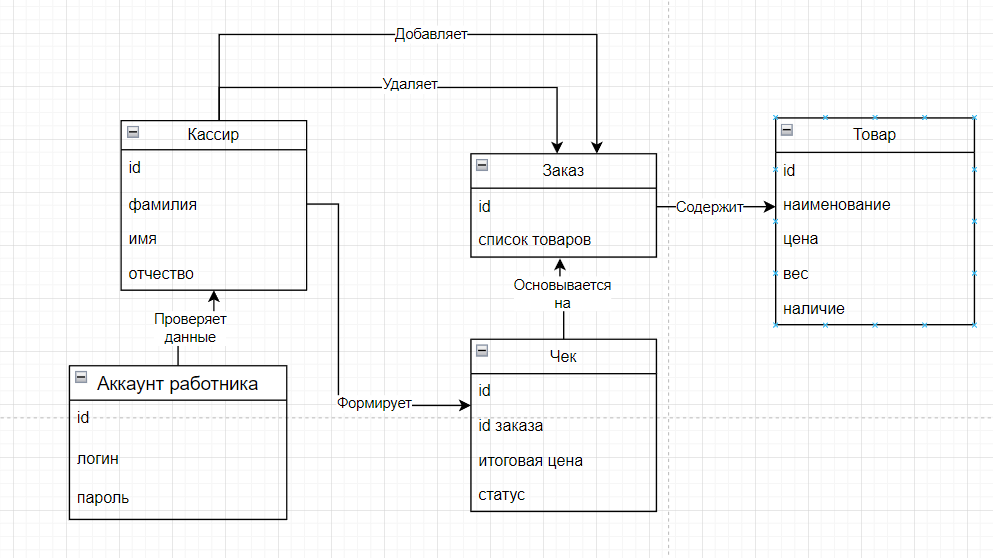 Добавляет
Удаляет
Кассир
id
фамилия
имя
отчество
Заказ
id
список товаров
Содержит
Товар
id
наименование
цена
вес
наличие
Проверяет
данные
Основывается
на
Аккаунт работника
id
логин
пароль
Формирует
Чек
id
id заказа
итоговая цена
статус